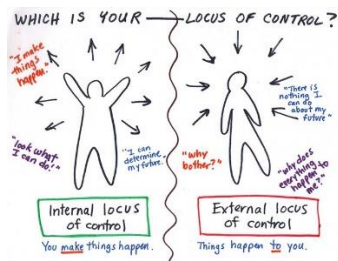 WHICH IS YOUR LOCUS OF CONTROL?
"I make
things
happen."
"look what
I can do!"
"I can
determine
my future."
Internal locus
of control
You make things happen.
"There is
nothing I
can do
about my
future"
"why
bother?"
"why does
everything
happen to
me?"
External locus
of control
Things happen to you.